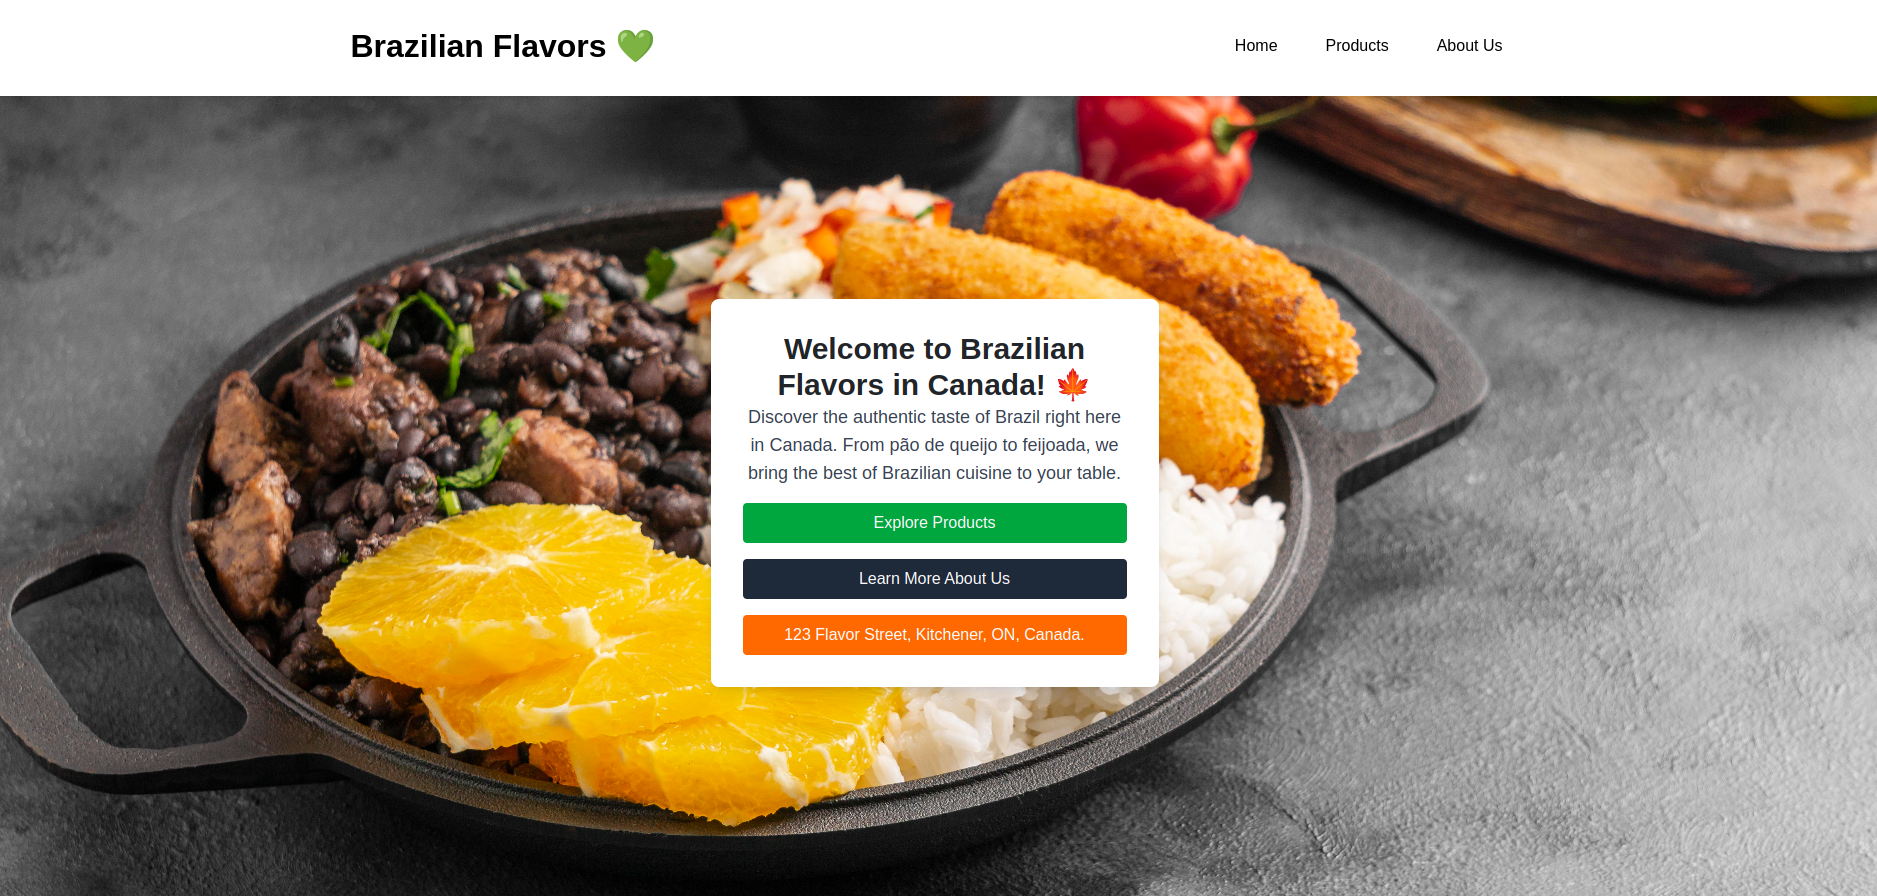 Brazilian Flavors 💚
Home Products About Us
Welcome to Brazilian
Flavors in Canada! 🍁
Discover the authentic taste of Brazil right here
in Canada. From pão de queijo to feijoada, we
bring the best of Brazilian cuisine to your table.
Explore Products
Learn More About Us
123 Flavor Street, Kitchener, ON, Canada.